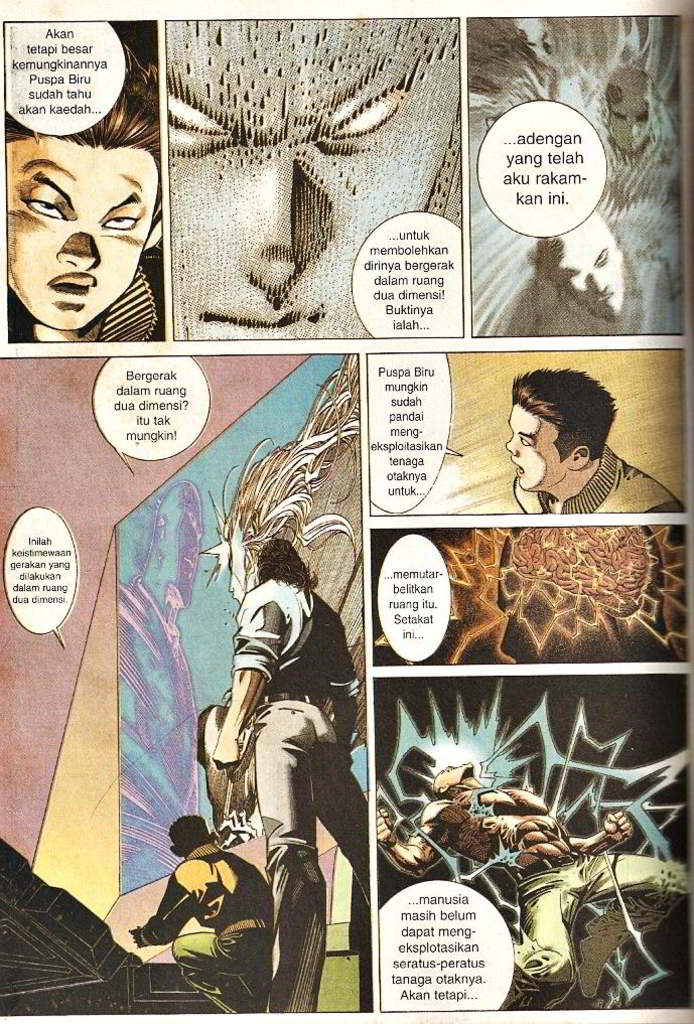 Akan
tetapi besar
kemungkinannya
Puspa Biru
sudah tahu
akan kaedah...
...untuk
membolehkan
dirinya bergerak
dalam ruang
dua dimensi!
Buktinya
ialah...
...adengan
yang telah
aku rakam-
kan ini.
Bergerak
dalam ruang
dua dimensi?
itu tak
mungkin!
Inilah
keistimewaan
gerakan yang
dilakukan
dalam ruang
dua dimensi.
Puspa Biru
mungkin
sudah
pandai
meng-
eksploitasikan
tenaga
otaknya
untuk...
...memutar-
belitkan
ruang itu.
Setakat
ini...
...manusia
masih belum
dapat meng-
eksplotasikan
seratus-peratus
tanaga otaknya.
Akan tetapi...